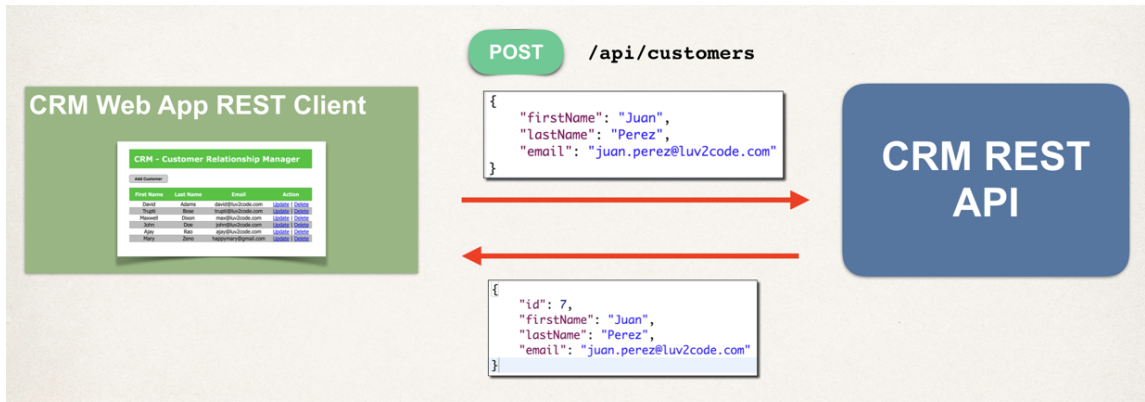 POST /api/customers
CRM Web App REST Client
CRM - Customer Relationship Manager
Add Customer
First Name Last Name Email Action
David Adams david@luv2code.com Update | Delete
Trupti Bose trupti@luv2code.com Update | Delete
Maxwell Dixon max@luv2code.com Update | Delete
John Doe john@luv2code.com Update | Delete
Ajay Rao ajay@luv2code.com Update | Delete
Mary Zeno happymary@gmail.com Update | Delete
{
"firstName": "Juan",
"lastName": "Perez",
"email": "juan.perez@luv2code.com"
}
CRM REST
API
{
"id": 7,
"firstName": "Juan",
"lastName": "Perez",
"email": "juan.perez@luv2code.com"
}